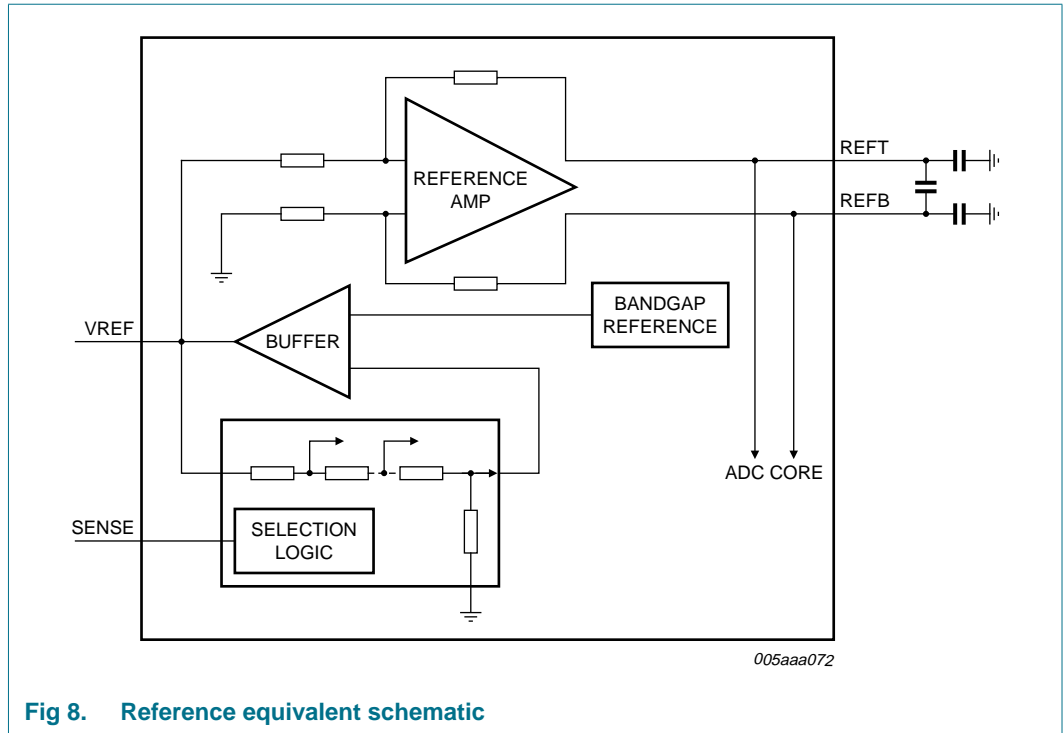 REFERENCE
AMP
REFT
REFB
BANDGAP
REFERENCE
VREF
BUFFER
ADC CORE
SENSE
SELECTION
LOGIC
005aaa072
Fig 8. Reference equivalent schematic